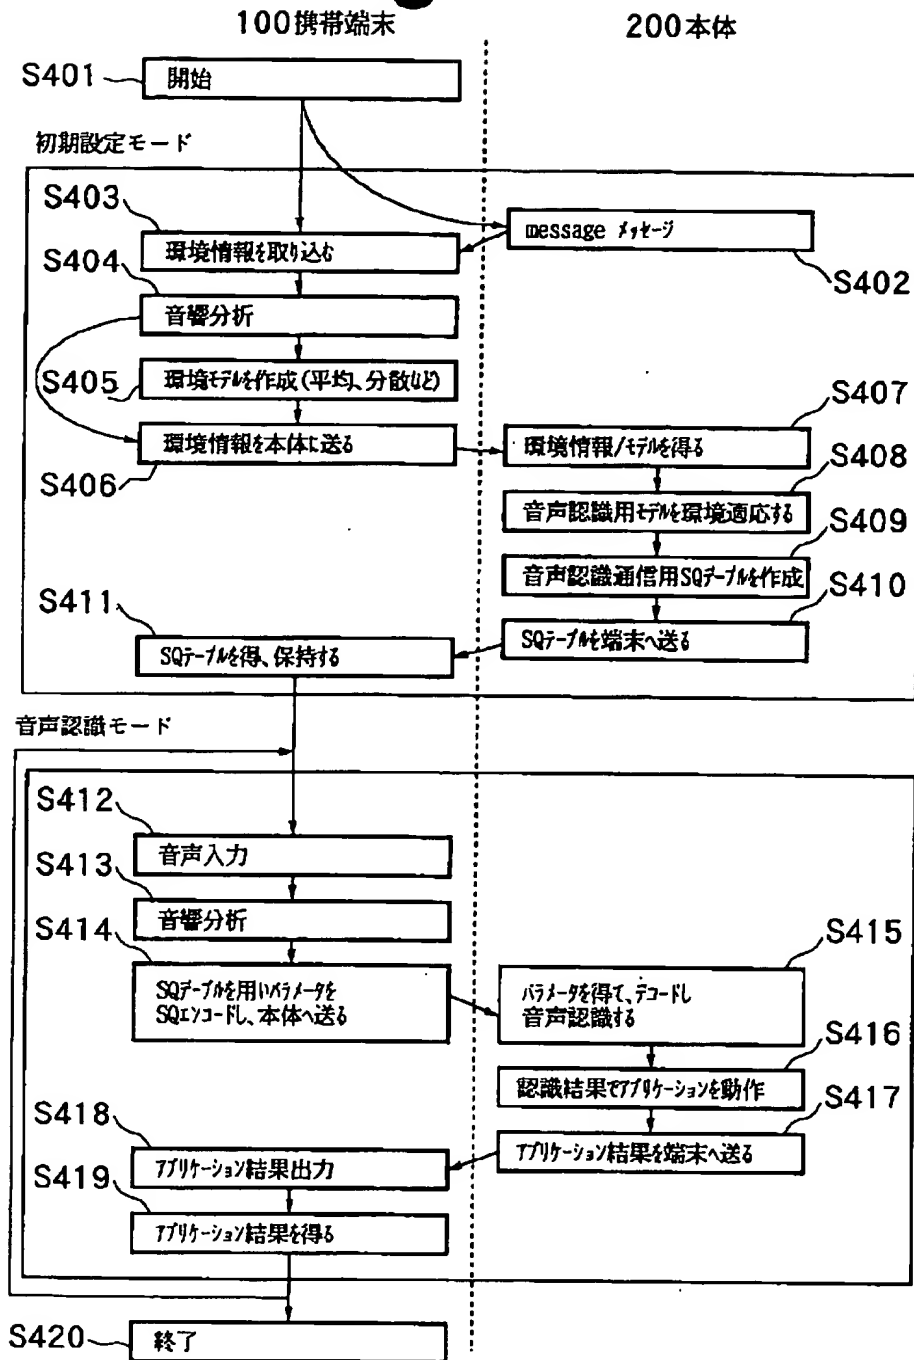 100携帯端末
200本体
S401
開始
初期設定モード
S403
環境情報を取り込む
message メッセージ
S402
S404
音響分析
S405
環境モデルを作成(平均、分散など)
S406
環境情報を本体に送る
S407
環境情報/モデルを得る
S408
音声認識用モデルを環境適応する
S409
音声認識通信用SQテーブルを作成
S410
SQテーブルを端末へ送る
S411
SQテーブルを得、保持する
音声認識モード
S412
音声入力
S413
音響分析
S414
SQテーブルを用いパラメータを
SQエンコードし、本体へ送る
S415
パラメータを得て、デコードし
音声認識する
S416
認識結果でアプリケーションを動作
S417
アプリケーション結果を端末へ送る
S418
アプリケーション結果出力
S419
アプリケーション結果を得る
S420
終了